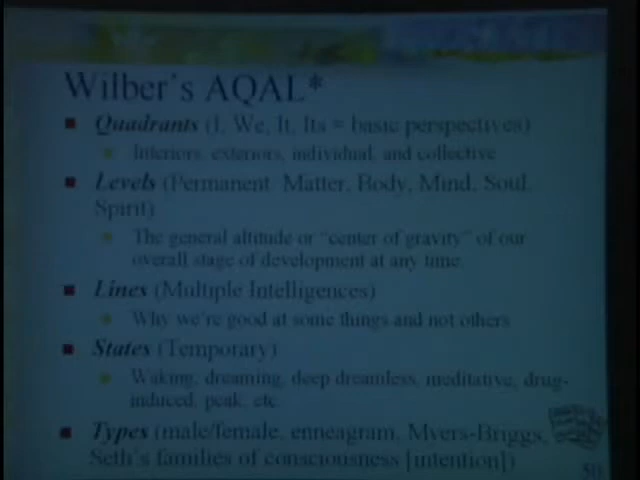 Wilber's AQAL*
Quadrants (I, We, It, Its = basic perspectives)
Interiors, exteriors, individual, and collective
Levels (Permanent: Matter, Body, Mind, Soul,
Spirit)
The general altitude or "center of gravity" of our
overall stage of development at any time.
Lines (Multiple Intelligences)
Why we're good at some things and not others
States (Temporary)
Waking, dreaming, deep dreamless, meditative, drug-
induced, peak, etc.
Types (male/female, enneagram, Myers-Briggs,
Seth's families of consciousness [intention])
50